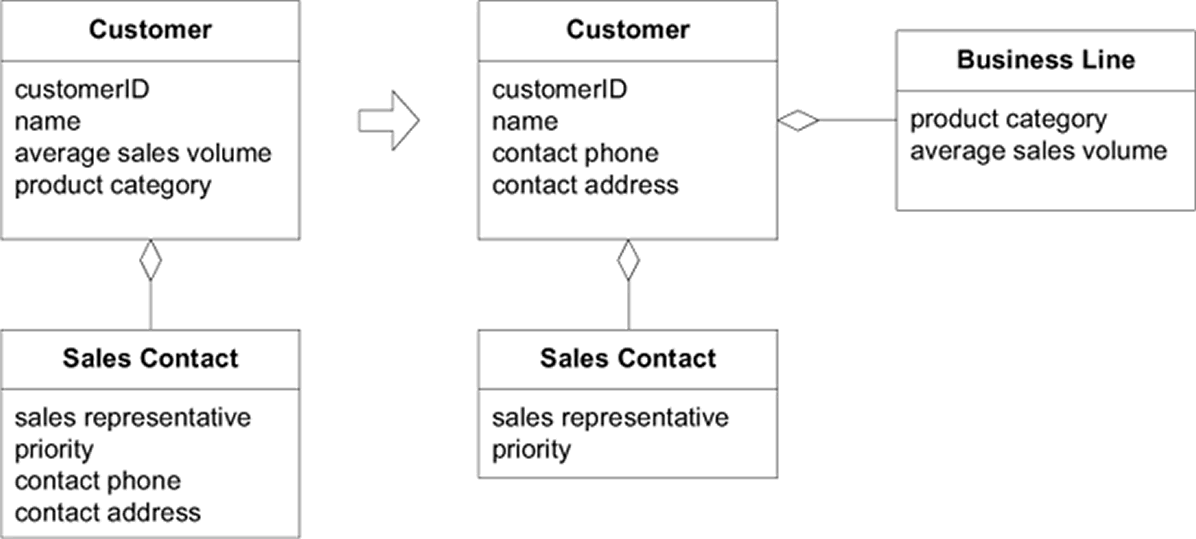 Customer
customerID
name
average sales volume
product category
Sales Contact
sales representative
priority
contact phone
contact address
Customer
customerID
name
contact phone
contact address
Sales Contact
sales representative
priority
Business Line
product category
average sales volume